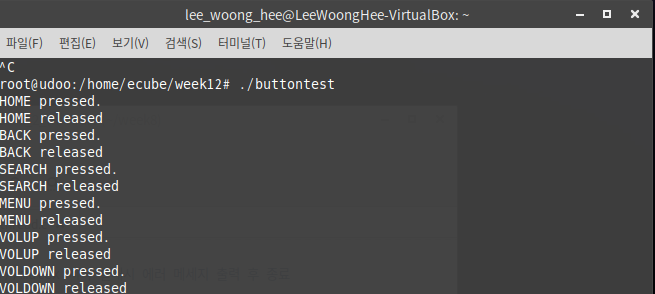 lee_woong_hee@LeeWoongHee-VirtualBox: ~
파일(F) 편집(E) 보기(V) 검색(S) 터미널(T) 도움말(H)
^C
root@udoo:/home/ecube/week12# ./buttontest
HOME pressed.
HOME released
BACK pressed.
BACK released
SEARCH pressed.
SEARCH released
MENU pressed.
MENU released
VOLUP pressed.
VOLUP released
VOLDOWN pressed.
VOLDOWN released